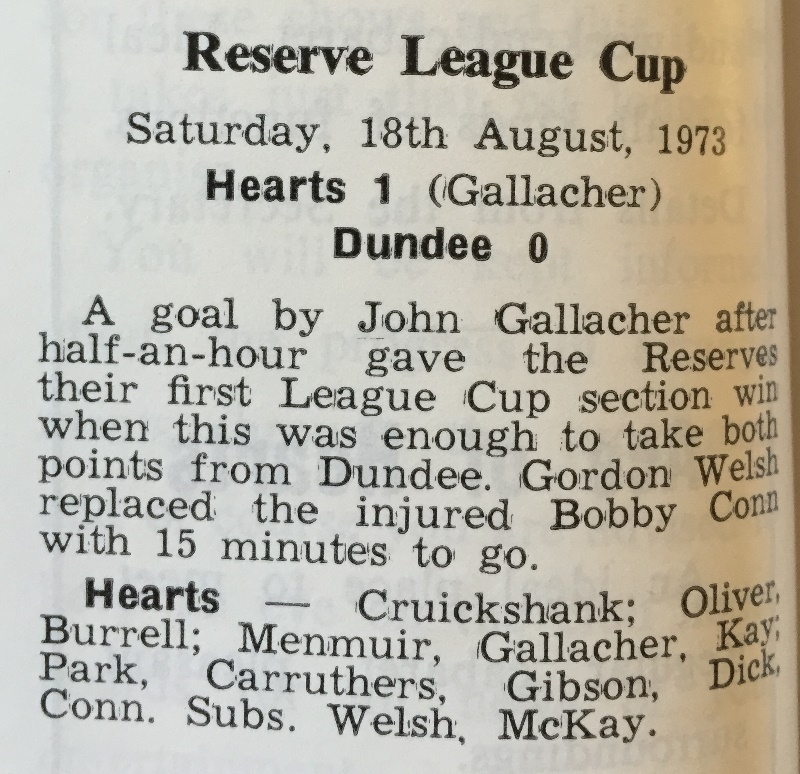 Reserve League Cup
Saturday, 18th August, 1973
Hearts 1 (Gallacher)
Dundee 0
A goal by John Gallacher after
half-an-hour gave the Reserves
their first League Cup section win
when this was enough to take both
points from Dundee. Gordon Welsh
replaced the injured Bobby Conn
with 15 minutes to go.
Hearts — Cruickshank; Oliver,
Burrell; Menmuir, Gallacher, Kay;
Park, Carruthers, Gibson, Dick,
Conn. Subs. Welsh, McKay.